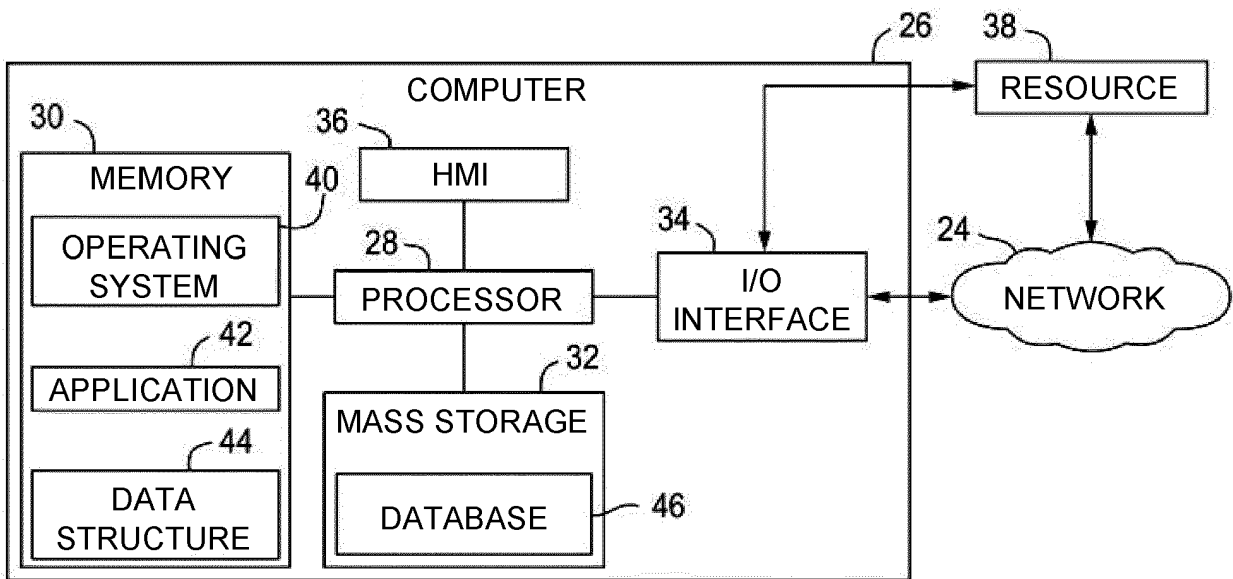 26
38
COMPUTER
RESOURCE
30
36
MEMORY
HMI
40
OPERATING
SYSTEM
28
34
24
PROCESSOR
I/O
INTERFACE
NETWORK
42
APPLICATION
32
MASS STORAGE
44
DATA
STRUCTURE
DATABASE
46